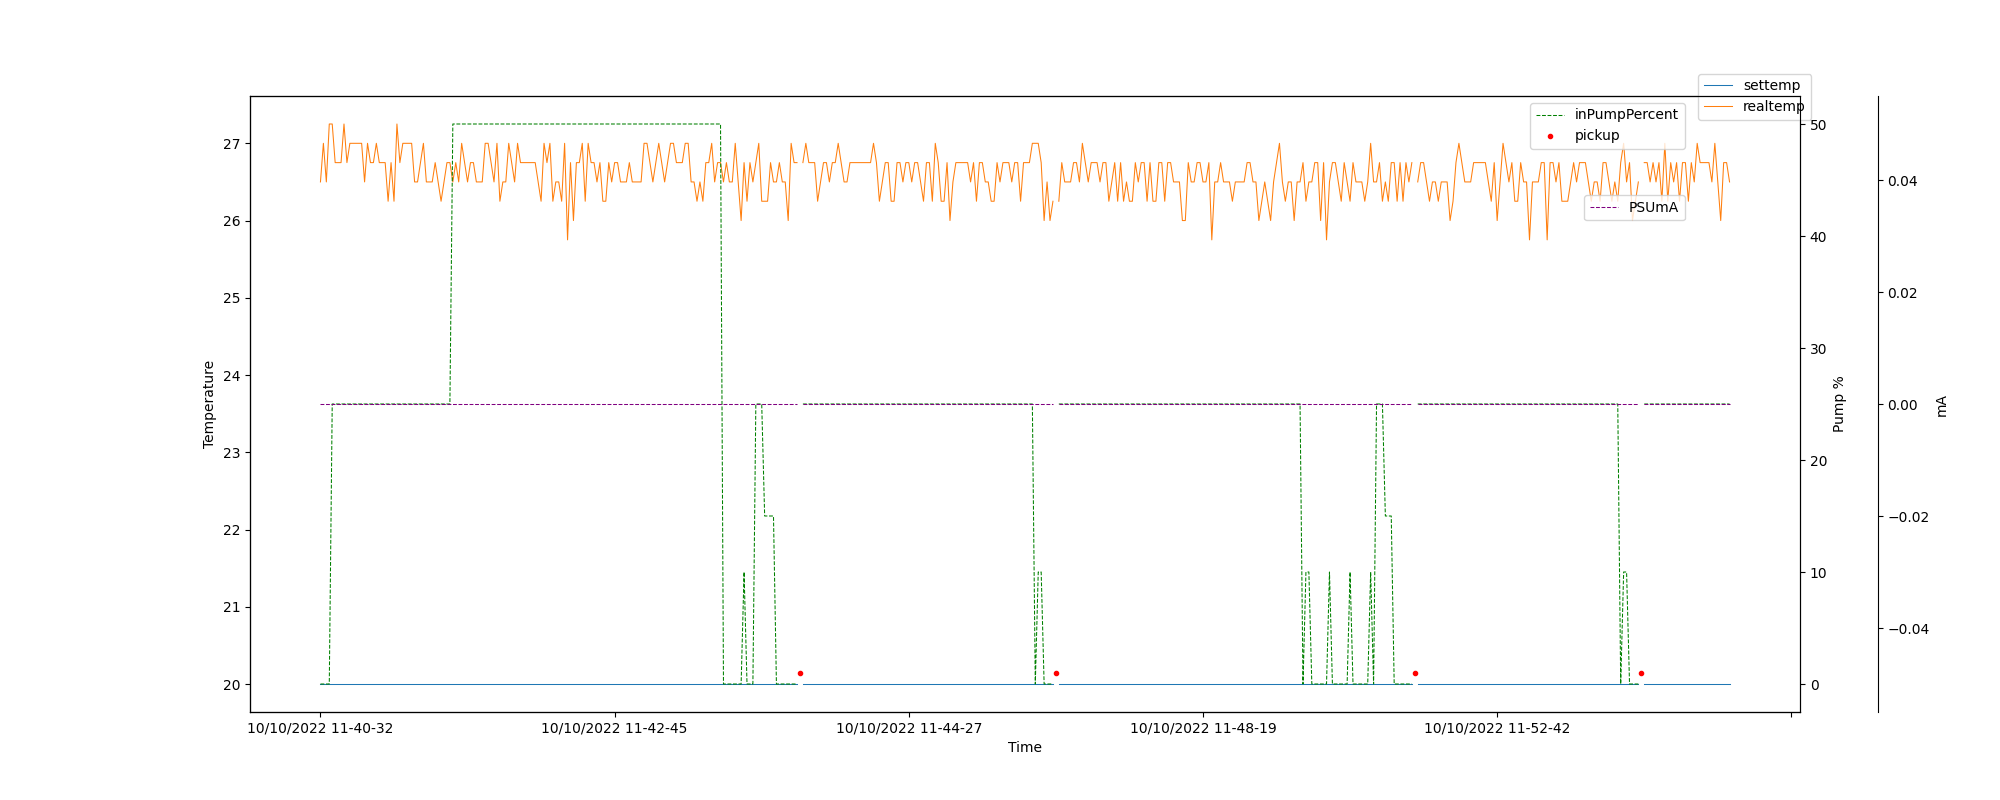 settemp
realtemp
inPumpPercent
pickup
PSUmA
27
26
25
24
23
22
21
20
Temperature
50
40
30
20
10
0
Pump %
0.04
0.02
0.00
−0.02
−0.04
mA
10/10/2022 11-40-32
10/10/2022 11-42-45
10/10/2022 11-44-27
10/10/2022 11-48-19
10/10/2022 11-52-42
Time